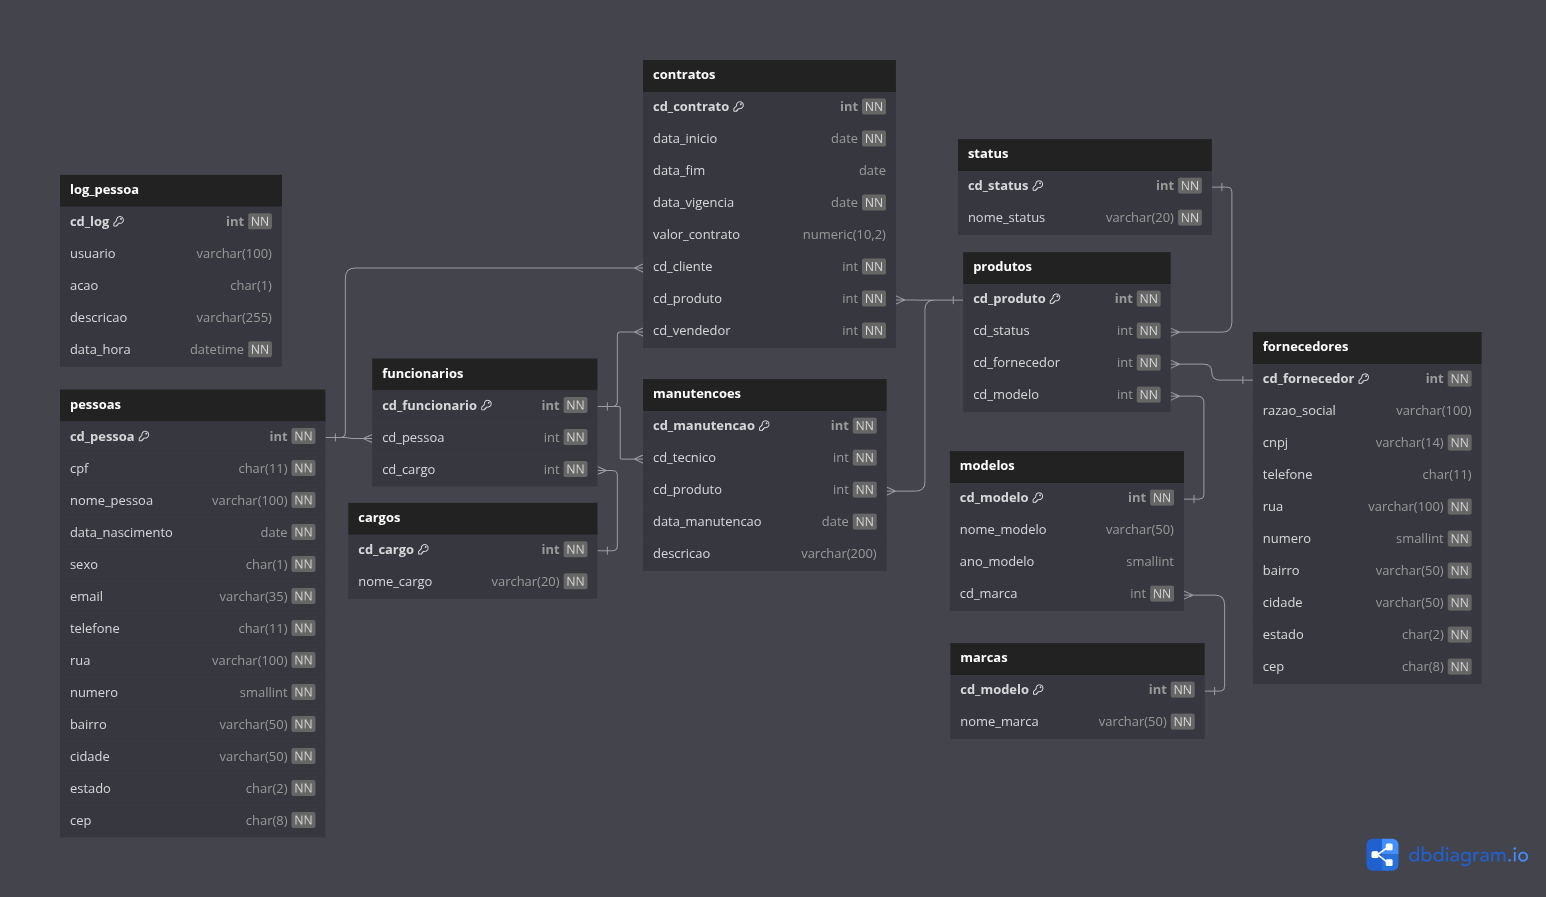 log_pessoa
cd_log int NN
usuario varchar(100)
acao char(1)
descricao varchar(255)
data_hora datetime NN
pessoas
cd_pessoa int NN
cpf char(11) NN
nome_pessoa varchar(100) NN
data_nascimento date NN
sexo char(1) NN
email varchar(35) NN
telefone char(11) NN
rua varchar(100) NN
numero smallint NN
bairro varchar(50) NN
cidade varchar(50) NN
estado char(2) NN
cep char(8) NN
funcionarios
cd_funcionario int NN
cd_pessoa int NN
cd_cargo int NN
cargos
cd_cargo int NN
nome_cargo varchar(20) NN
contratos
cd_contrato int NN
data_inicio date NN
data_fim date
data_vigencia date NN
valor_contrato numeric(10,2)
cd_cliente int NN
cd_produto int NN
cd_vendedor int NN
manutencoes
cd_manutencao int NN
cd_tecnico int NN
cd_produto int NN
data_manutencao date NN
descricao varchar(200)
status
cd_status int NN
nome_status varchar(20) NN
produtos
cd_produto int NN
cd_status int NN
cd_fornecedor int NN
cd_modelo int NN
modelos
cd_modelo int NN
nome_modelo varchar(50)
ano_modelo smallint
cd_marca int NN
marcas
cd_modelo int NN
nome_marca varchar(50) NN
fornecedores
cd_fornecedor int NN
razao_social varchar(100)
cnpj varchar(14) NN
telefone char(11)
rua varchar(100) NN
numero smallint NN
bairro varchar(50) NN
cidade varchar(50) NN
estado char(2) NN
cep char(8) NN
dbdiagram.io